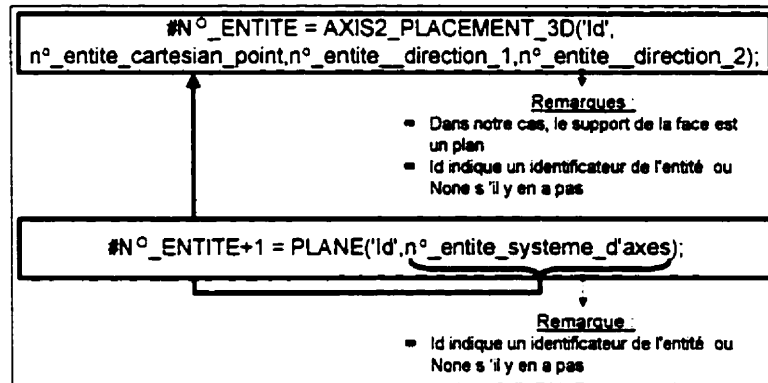 #N°_ENTITE = AXIS2_PLACEMENT_3D('Id',
n°_entite_cartesian_point,n°_entite__direction_1,n°_entite__direction_2);
Remarques :
= Dans notre cas, le support de la face est
un plan
= Id indique un identificateur de l'entité ou
None s 'il y en a pas
#N°_ENTITE+1 = PLANE('Id',n°_entite_systeme_d'axes);
Remarque :
= Id indique un identificateur de l'entité ou
None s 'il y en a pas